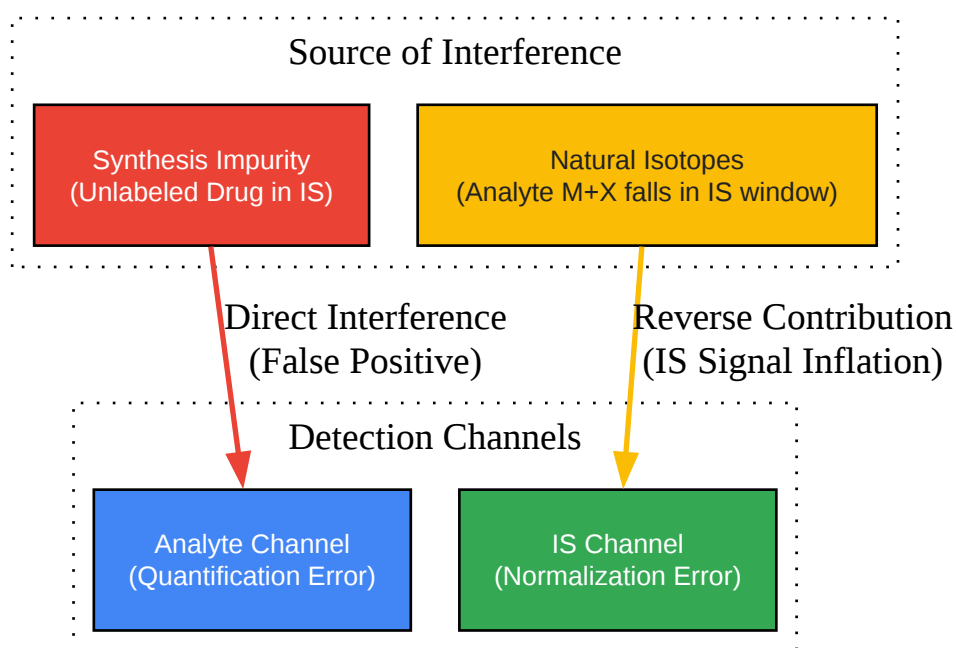 Source of Interference
Synthesis Impurity
(Unlabeled Drug in IS)
Natural Isotopes
(Analyte M+X falls in IS window)
Direct Interference
(False Positive)
Reverse Contribution
(IS Signal Inflation)
Detection Channels
Analyte Channel
(Quantification Error)
IS Channel
(Normalization Error)